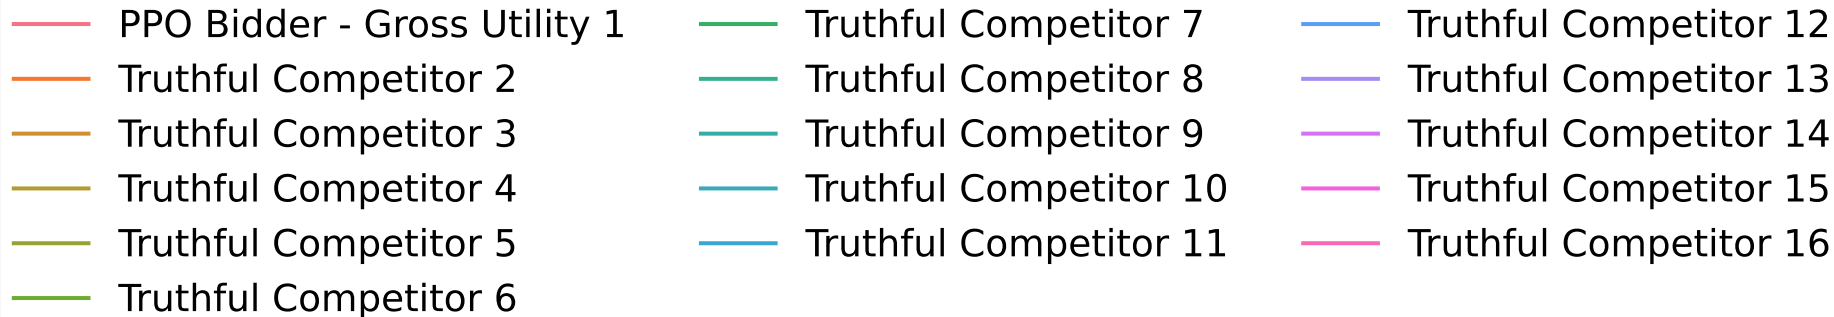 PPO Bidder - Gross Utility 1
Truthful Competitor 2
Truthful Competitor 3
Truthful Competitor 4
Truthful Competitor 5
Truthful Competitor 6
Truthful Competitor 7
Truthful Competitor 8
Truthful Competitor 9
Truthful Competitor 10
Truthful Competitor 11
Truthful Competitor 12
Truthful Competitor 13
Truthful Competitor 14
Truthful Competitor 15
Truthful Competitor 16